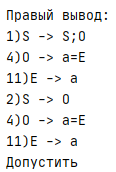 Правый вывод:
1)S -> S;O
4)O -> a=E
11)E -> a
2)S -> O
4)O -> a=E
11)E -> a
Допустить